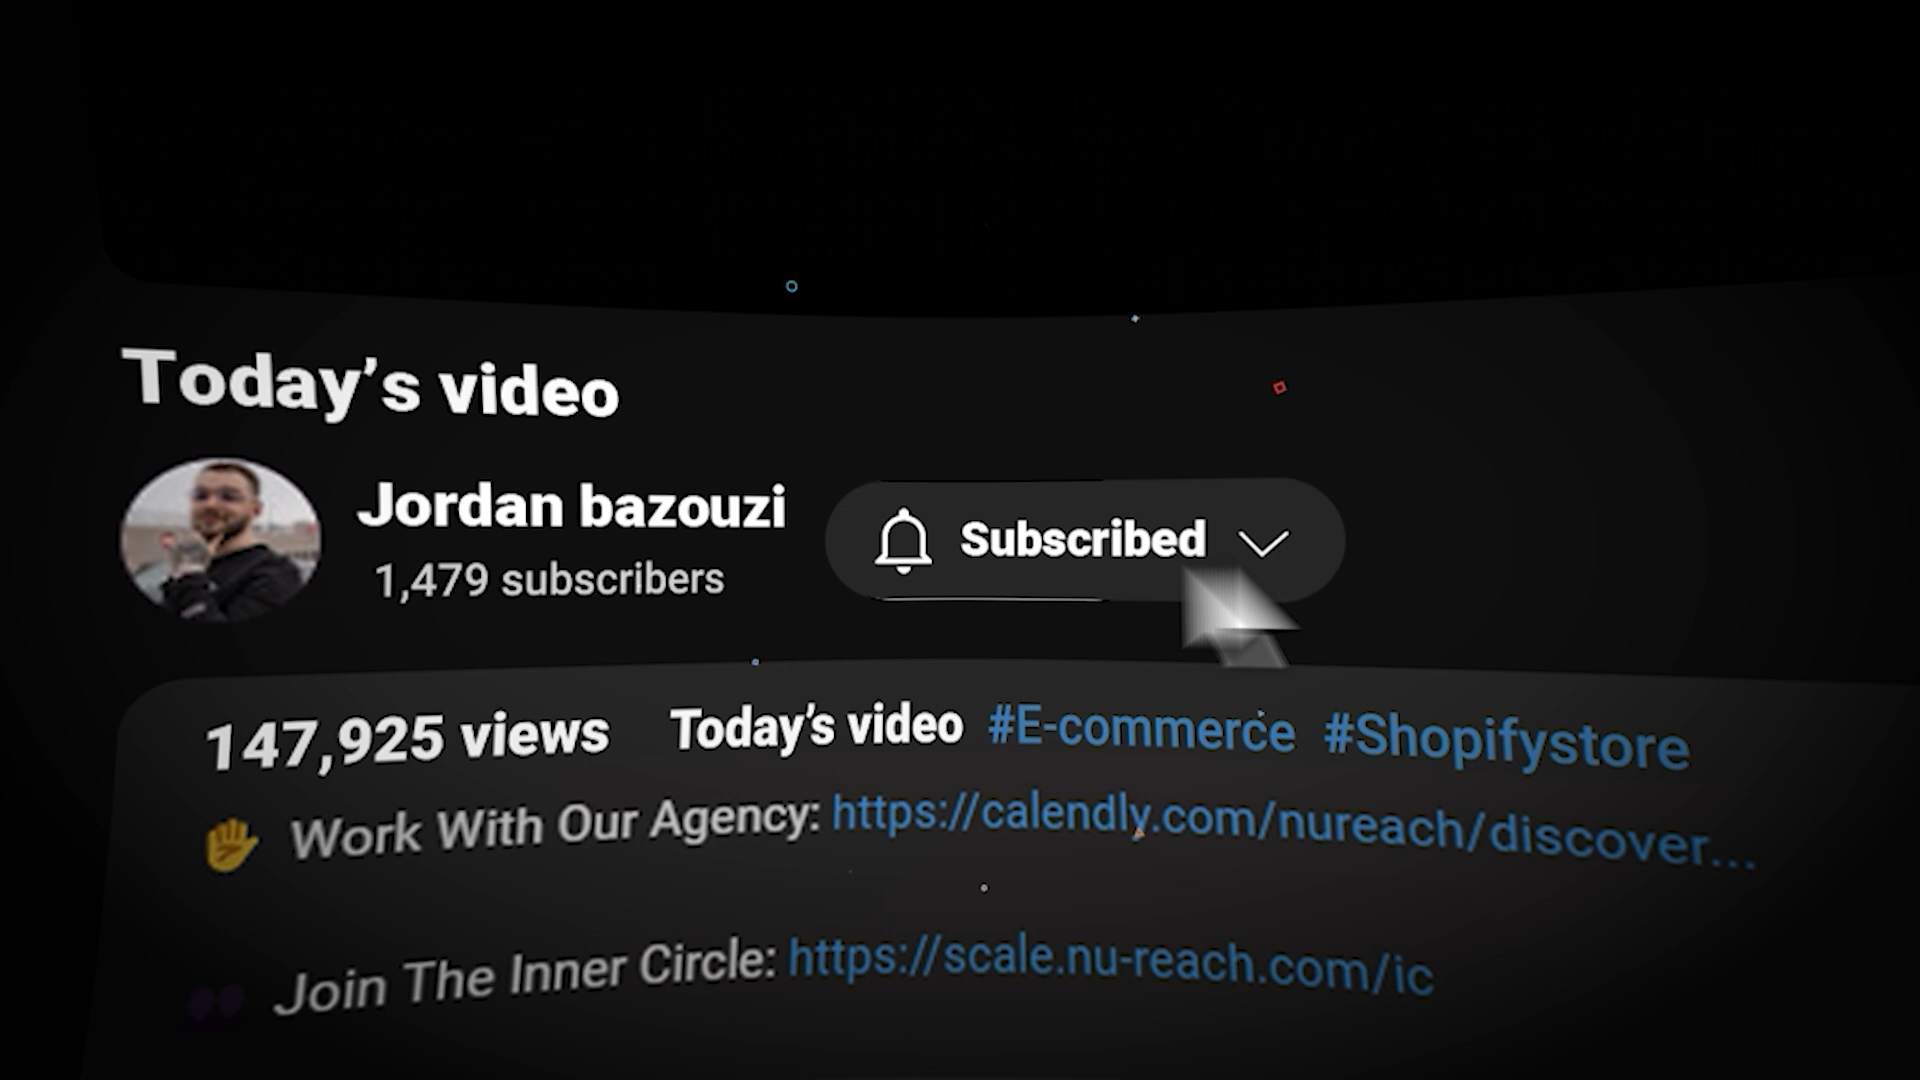 Today’s video
Jordan bazouzi
1,479 subscribers
Subscribed
147,925 views Today’s video #E-commerce #Shopifystore
Work With Our Agency: https://calendly.com/nureach/discover...
Join The Inner Circle: https://scale.nu-reach.com/ic